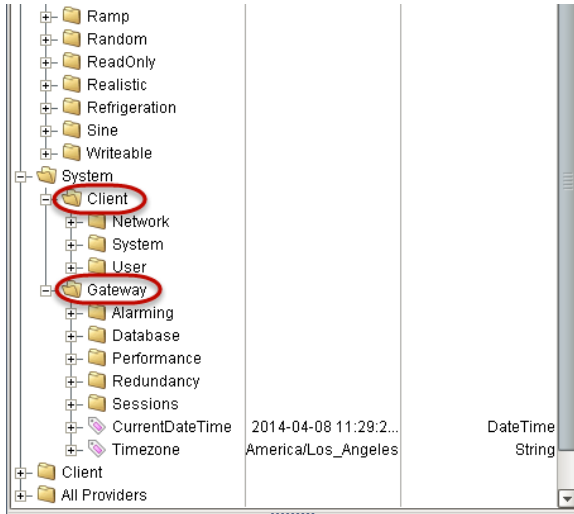 Ramp
Random
ReadOnly
Realistic
Refrigeration
Sine
Writeable
System
Client
Network
System
User
Gateway
Alarming
Database
Performance
Redundancy
Sessions
CurrentDateTime 2014-04-08 11:29:2... DateTime
Timezone America/Los_Angeles String
Client
All Providers